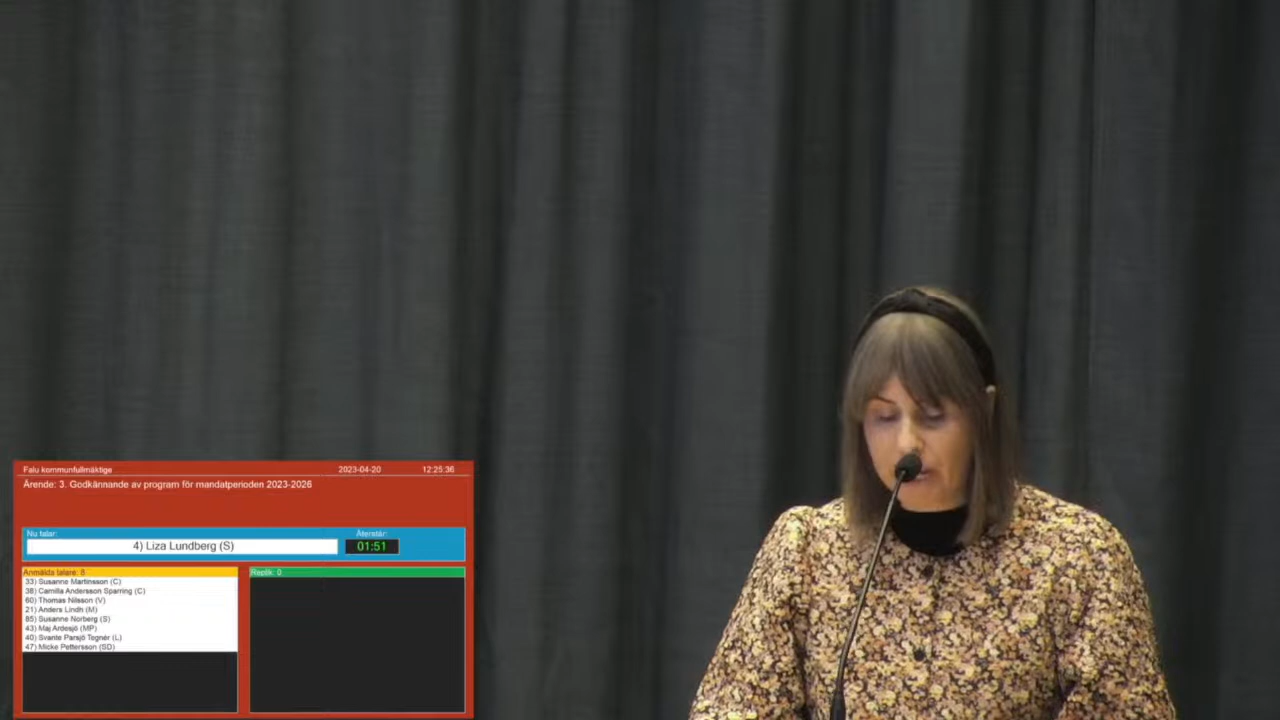 Falu kommunfullmäktige 2023-04-20 12:25:36
Ärende: 3. Godkännande av program för mandatperioden 2023-2026
Nu talar: Återstår:
4) Liza Lundberg (S) 01:51
Anmälda talare: 8 Replik: 0
33) Susanne Martinsson (C)
38) Camilla Andersson Sparring (C)
60) Thomas Nilsson (V)
21) Anders Lindh (M)
85) Susanne Norberg (S)
43) Maj Ardesjö (MP)
40) Svante Parsjö Tegnér (L)
47) Micke Pettersson (SD)